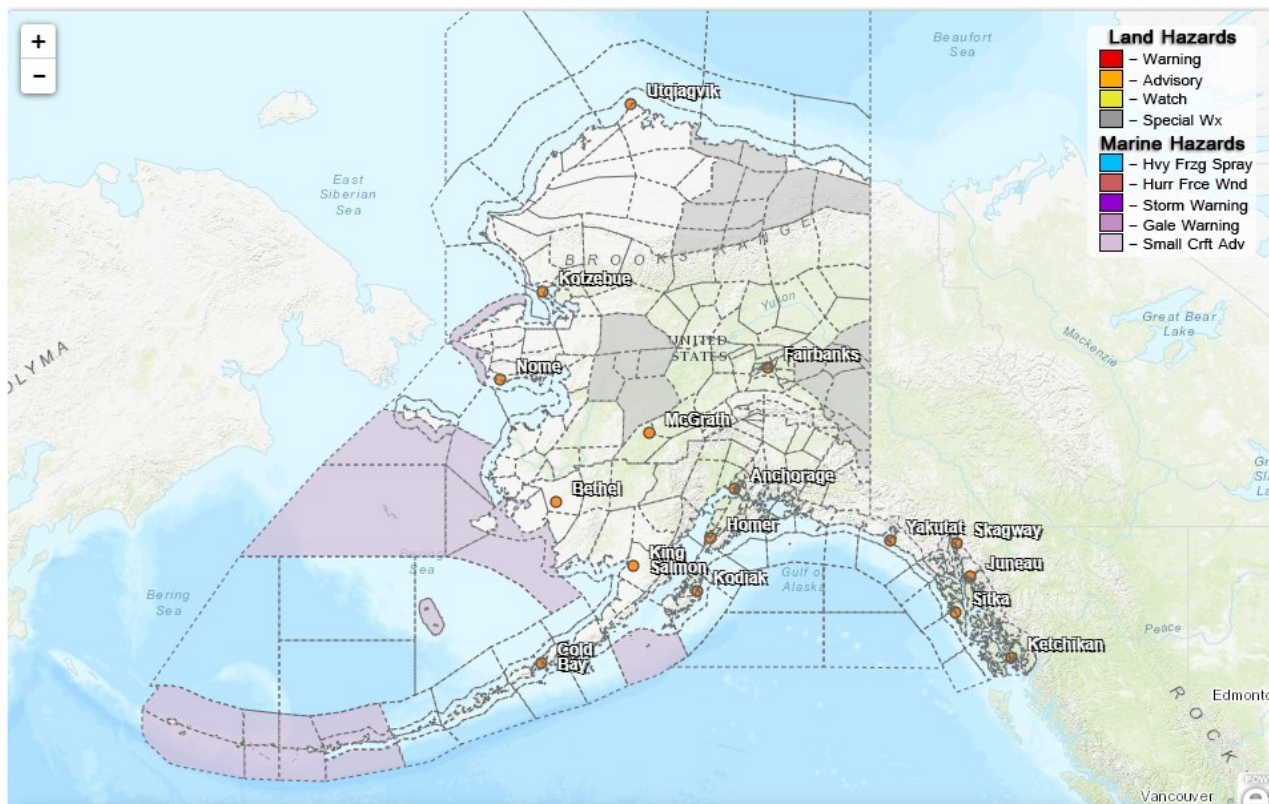 +
−
Beaufort
Sea
Land Hazards
– Warning
– Advisory
– Watch
– Special Wx
Marine Hazards
– Hvy Frzg Spray
– Hurr Frce Wnd
– Storm Warning
– Gale Warning
– Small Crft Adv
Utqiagvik
East
Siberian
Sea
BROOKS RANGE
Kotzebue
Yukon
Great Bear
Lake
Mackenzie
UNITED
STATES
Fairbanks
OLYMA
Nome
McGrath
Anchorage
Bethel
Homer
Yakutat
Skagway
King
Salmon
Juneau
Kodiak
Gulf of
Alaska
Sea
Bering
Sea
Sitka
Peace
Ketchikan
Cold
Bay
ROCK
Edmonto
Vancouver
POW